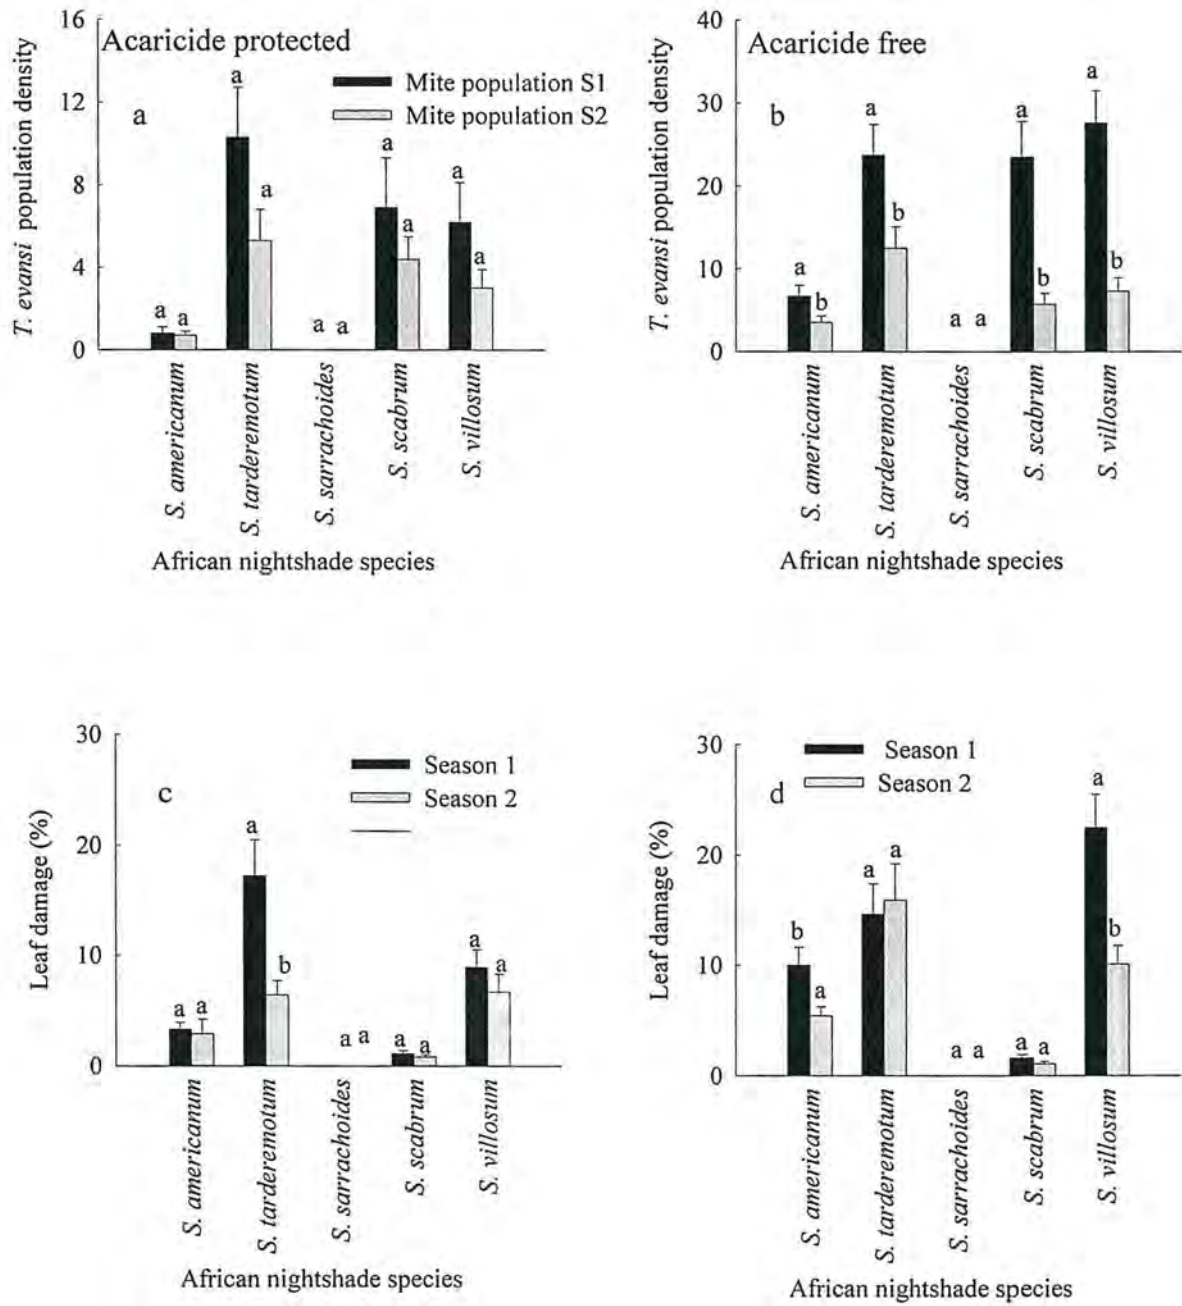 Acaricide protected
T. evansi population density
16
12
8
4
0
a
Mite population S1
Mite population S2
a a
a
a
a a
a
a
a
a
S. americanum
S. tarderemotum
S. sarrachoides
S. scabrum
S. villosum
African nightshade species
Acaricide free
T. evansi population density
40
30
20
10
0
b
a
b
a
b
a a
a
b
a
b
S. americanum
S. tarderemotum
S. sarrachoides
S. scabrum
S. villosum
African nightshade species
Leaf damage (%)
30
20
10
0
c
Season 1
Season 2
a a
a
b
a a
a a
a
a
S. americanum
S. tarderemotum
S. sarrachoides
S. scabrum
S. villosum
African nightshade species
Leaf damage (%)
30
20
10
0
d
Season 1
Season 2
b
a
a
a
a a
a a
a
b
S. americanum
S. tarderemotum
S. sarrachoides
S. scabrum
S. villosum
African nightshade species